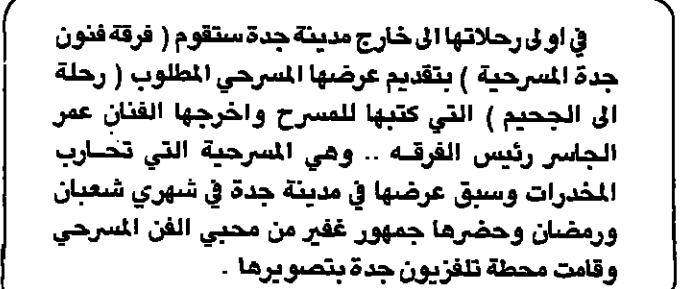 في اولى رحلاتها الى خارج مدينة جدة ستقوم ( فرقة فنون
جدة المسرحية ) بتقديم عرضها المسرحي المطلوب ( رحلة
الى الجحيم ) التي كتبها للمسرح واخرجها الفنان عمر
الجاسر رئيس الفرقه .. وهي المسرحية التي تحارب
المخدرات وسبق عرضها في مدينة جدة في شهري شعبان
ورمضان وحضرها جمهور غفير من محبي الفن المسرحي
وقامت محطة تلفزيون جدة بتصويرها .